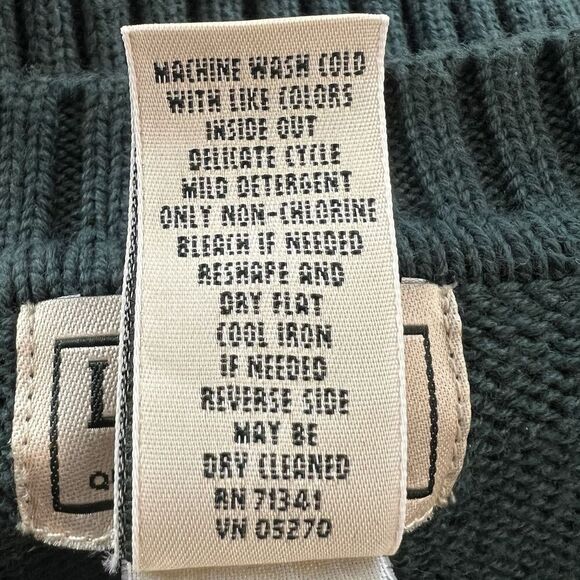 MACHINE WASH COLD
WITH LIKE COLORS
INSIDE OUT
DELICATE CYCLE
MILD DETERGENT
ONLY NON-CHLORINE
BLEACH IF NEEDED
RESHAPE AND
DRY FLAT
COOL IRON
IF NEEDED
REVERSE SIDE
MAY BE
DRY CLEANED
RN 71341
VN 05270